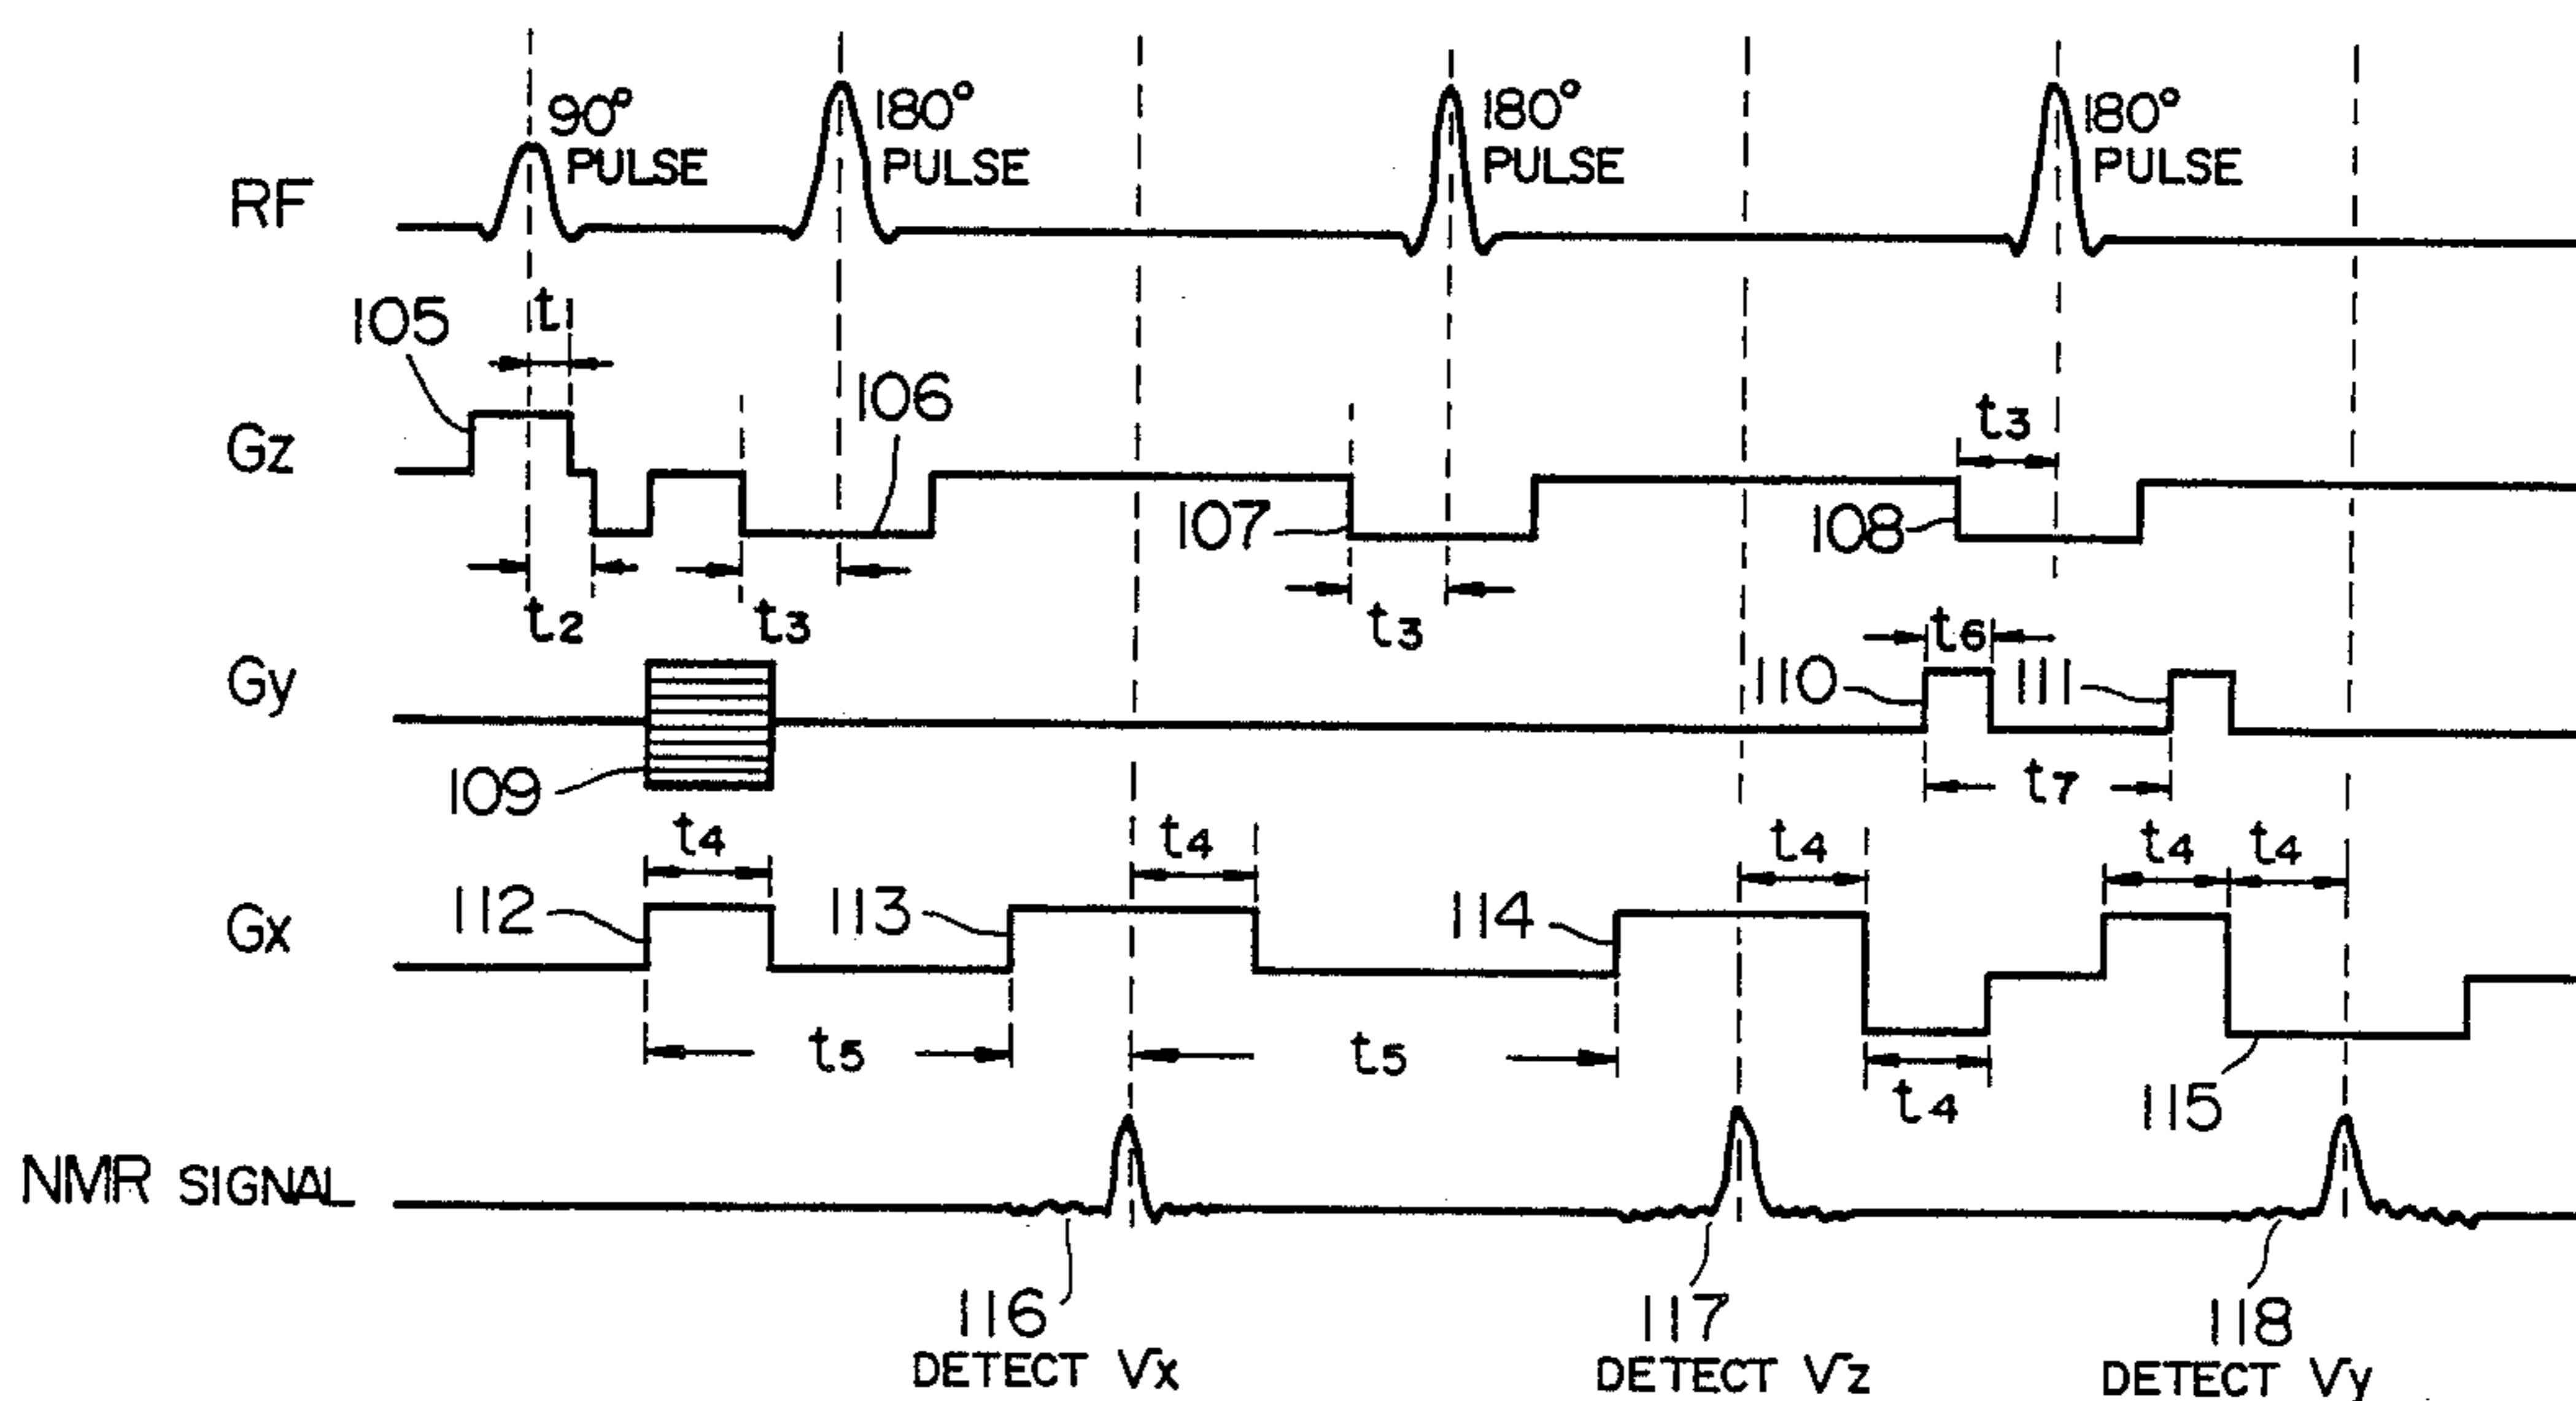 90° PULSE
180° PULSE
180° PULSE
180° PULSE
RF
t1
105
106
Gz
t3
107
108
t2
t3
t3
t6
Gy
110
111
109
t7
t4
t4
t4
t4
t4
112
113
114
Gx
t5
t5
t4
115
NMR SIGNAL
116
DETECT Vx
117
DETECT Vz
118
DETECT Vy